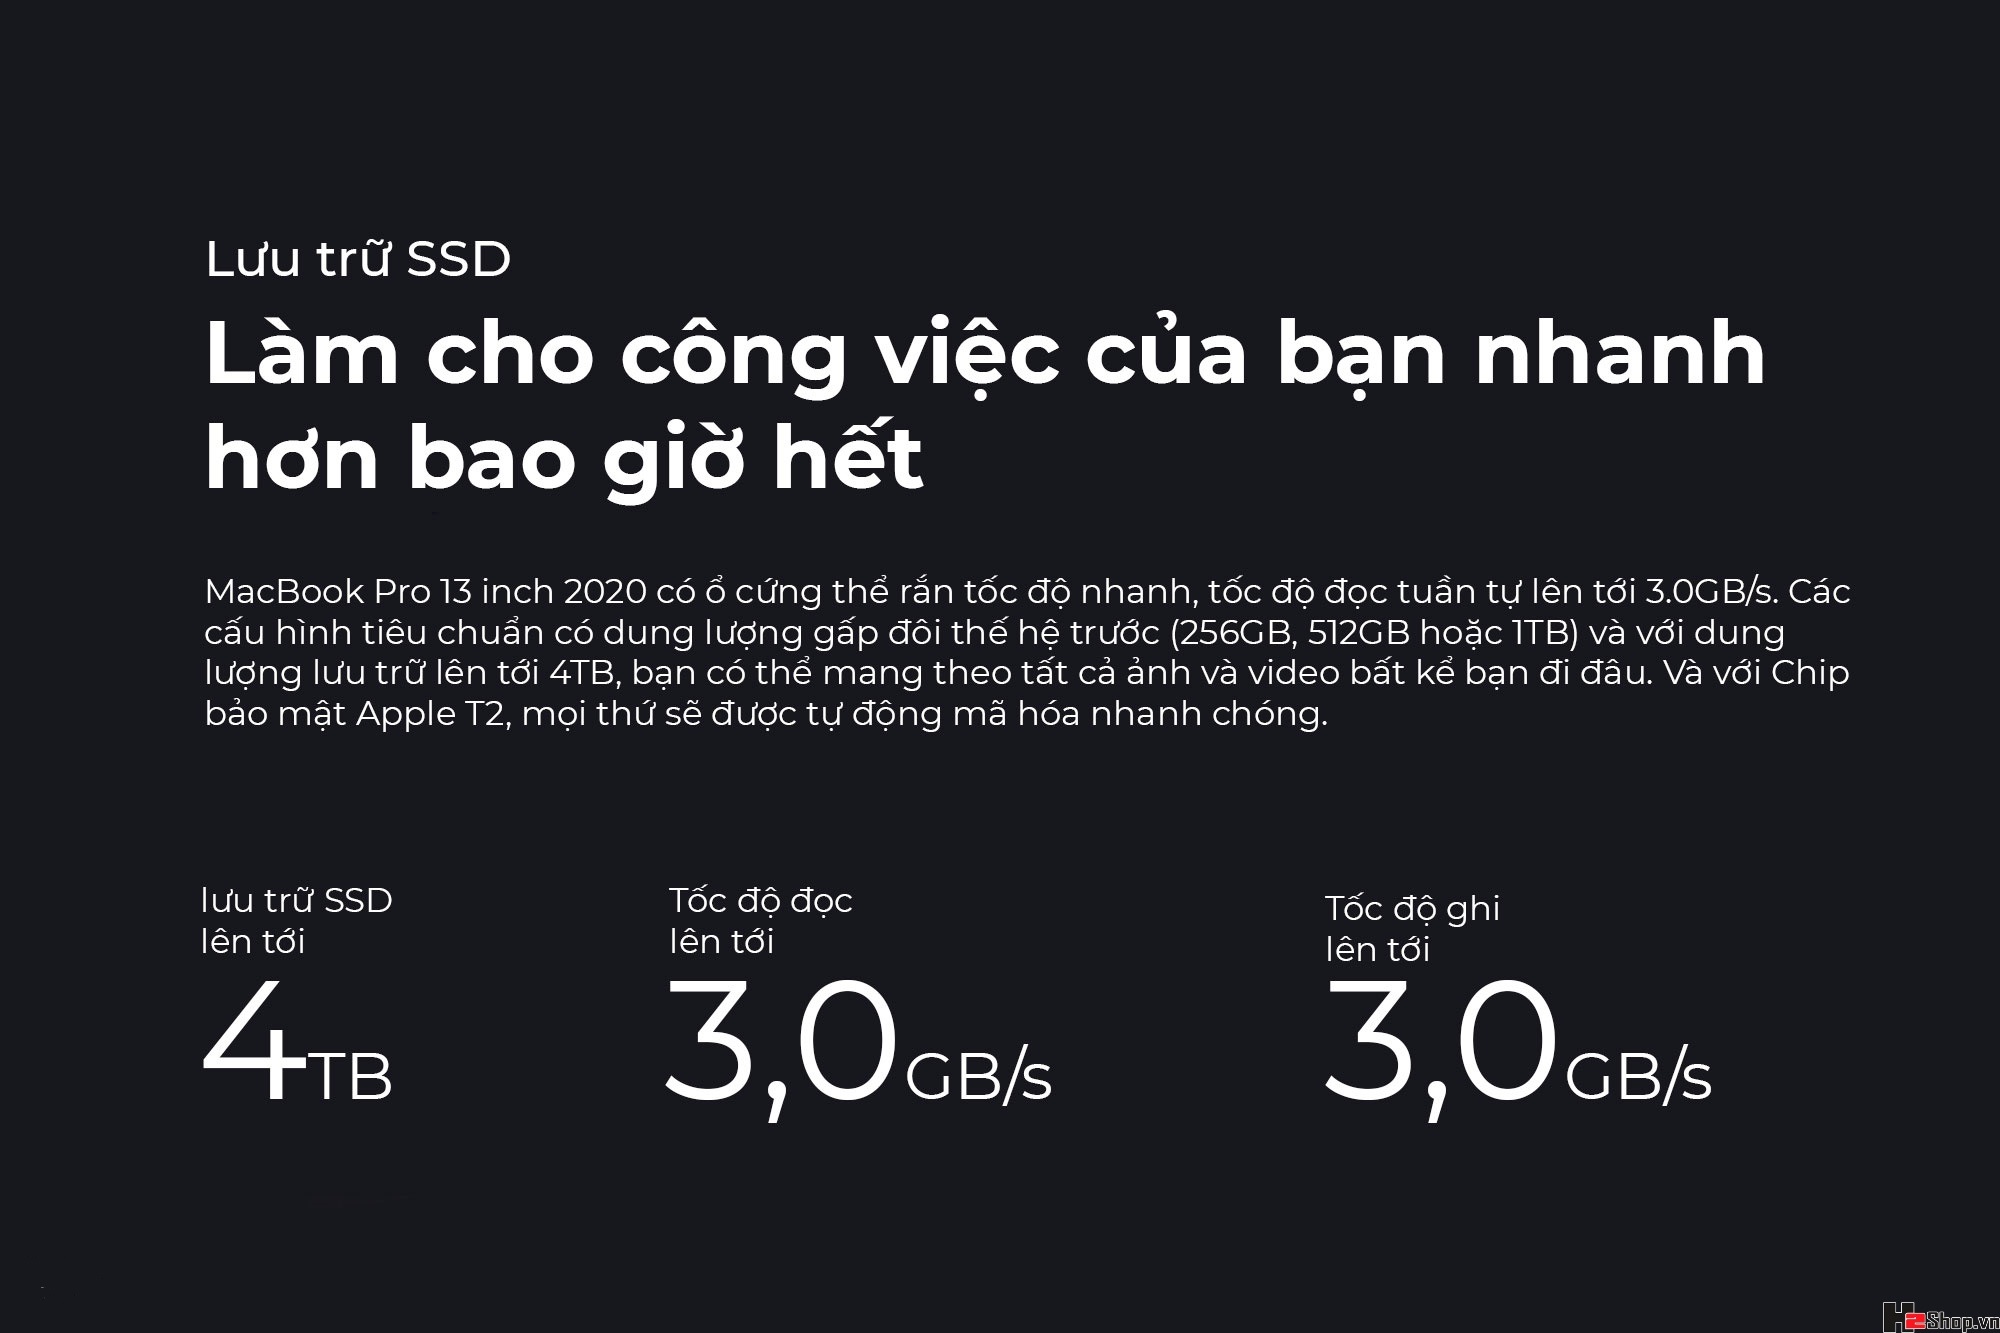 Lưu trữ SSD
Làm cho công việc của bạn nhanh
hơn bao giờ hết
MacBook Pro 13 inch 2020 có ổ cứng thể rắn tốc độ nhanh, tốc độ đọc tuần tự lên tới 3.0GB/s. Các
cấu hình tiêu chuẩn có dung lượng gấp đôi thế hệ trước (256GB, 512GB hoặc 1TB) và với dung
lượng lưu trữ lên tới 4TB, bạn có thể mang theo tất cả ảnh và video bất kể bạn đi đâu. Và với Chip
bảo mật Apple T2, mọi thứ sẽ được tự động mã hóa nhanh chóng.
lưu trữ SSD
lên tới
4TB
Tốc độ đọc
lên tới
3,0GB/s
Tốc độ ghi
lên tới
3,0GB/s
H2Shop.vn